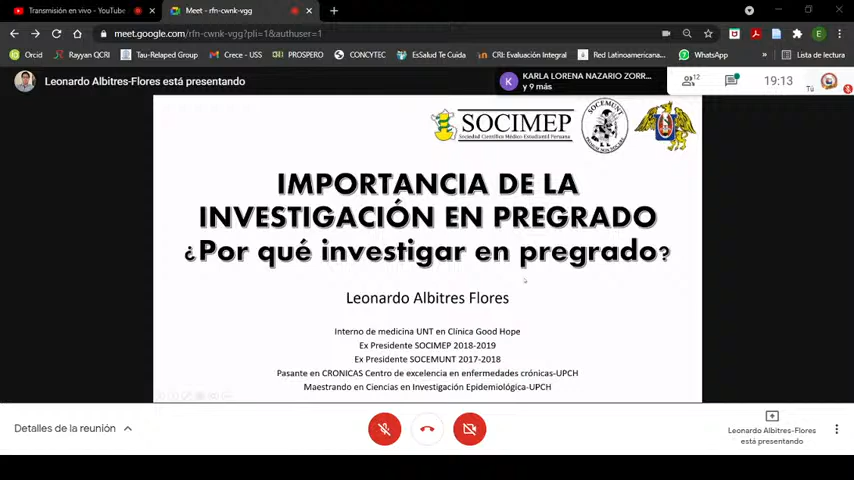 Transmisión en vivo - YouTube
Meet - rfn-cwnk-vgg
meet.google.com/rfn-cwnk-vgg?pli=1&authuser=1
Orcid
Rayyan QCRI
Tau-Relaped Group
Crece - USS
PROSPERO
CONCYTEC
EsSalud Te Cuida
CRI: Evaluación Integral
Red Latinoamericana...
WhatsApp
Lista de lectura
Leonardo Albitres-Flores está presentando
K
KARLA LORENA NAZARIO ZORR...
y 9 más
12
19:13
Tú
SOCIMEP
Sociedad Científica Médico Estudiantil Peruana
SOCEMUNT
IMPORTANCIA DE LA
INVESTIGACIÓN EN PREGRADO
¿Por qué investigar en pregrado?
Leonardo Albitres Flores
Interno de medicina UNT en Clínica Good Hope
Ex Presidente SOCIMEP 2018-2019
Ex Presidente SOCEMUNT 2017-2018
Pasante en CRONICAS Centro de excelencia en enfermedades crónicas-UPCH
Maestrando en Ciencias en Investigación Epidemiológica-UPCH
Detalles de la reunión
Leonardo Albitres-Flores
está presentando